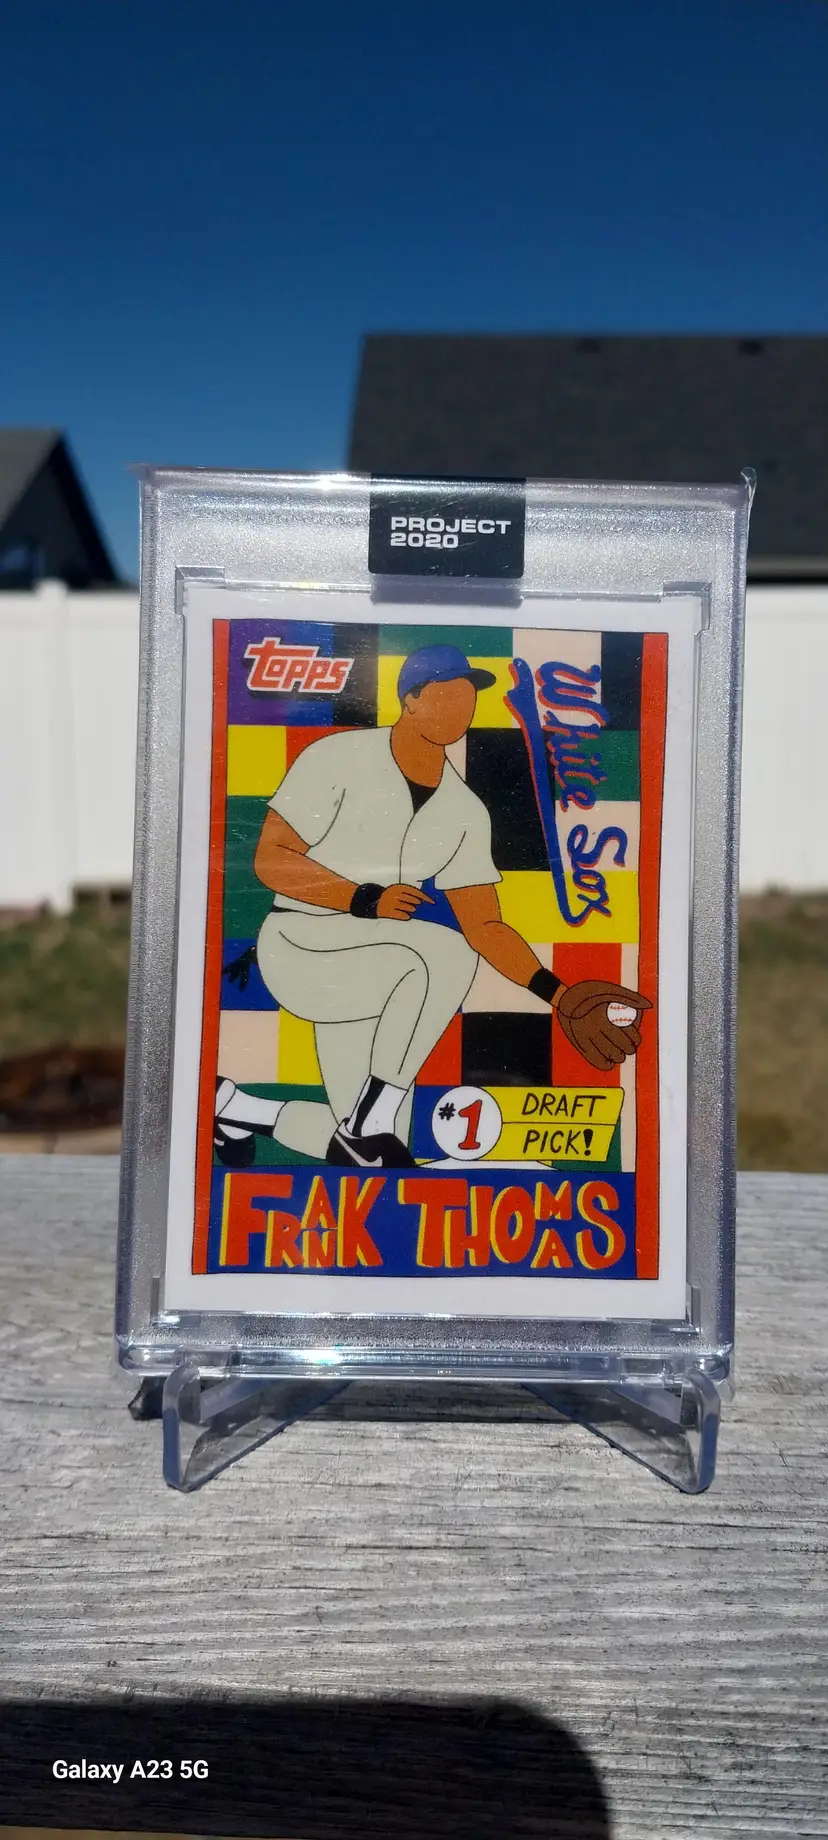 PROJECT
2020
Topps
White Sox
#1
DRAFT
PICK!
FRANK THOMAS
Galaxy A23 5G